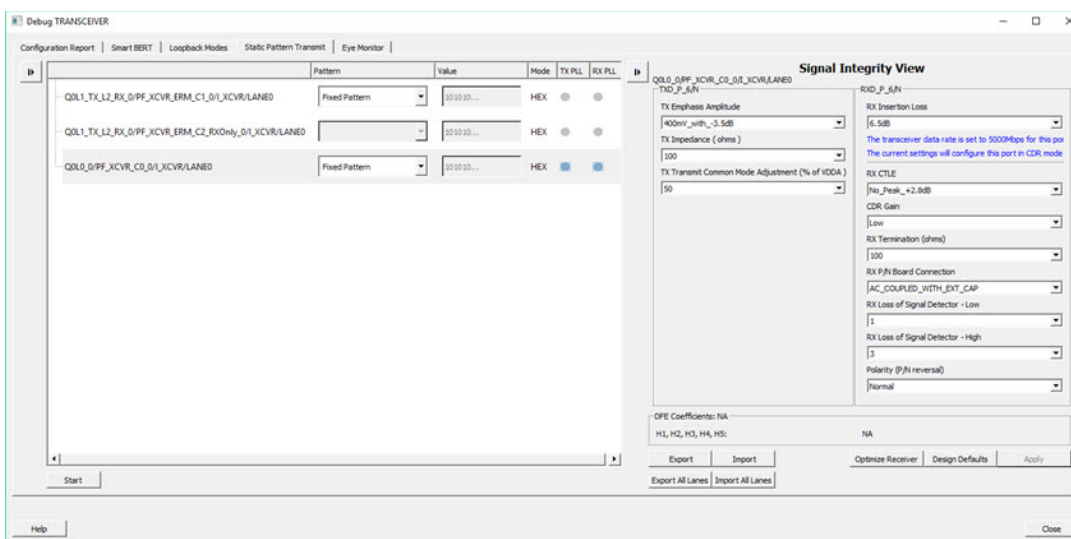 Debug TRANSCEIVER
Configuration Report Smart BERT Loopback Modes Static Pattern Transmit Eye Monitor
Pattern Value Mode TX PLL RX PLL
Q0L1_TX_L2_RX_0/PF_XCVR_ERM_C1_0/I_XCVR/LANE0 Fixed Pattern 101010... HEX
Q0L1_TX_L2_RX_0/PF_XCVR_ERM_C2_RXOnly_0/I_XCVR/LANE0 101010... HEX
Q0L0_0/PF_XCVR_C0_0/I_XCVR/LANE0 Fixed Pattern 101010... HEX
Start
Signal Integrity View
Q0L0_0/PF_XCVR_C0_0/I_XCVR/LANE0
TXD_P_6/N
TX Emphasis Amplitude
400mV_with_-3.5dB
TX Impedance ( ohms )
100
TX Transmit Common Mode Adjustment (% of VDDA )
50
RXD_P_6/N
RX Insertion Loss
6.5dB
The transceiver data rate is set to 5000Mbps for this por
The current settings will configure this port in CDR mode
RX CTLE
No_Peak_+2.8dB
CDR Gain
Low
RX Termination (ohms)
100
RX P/N Board Connection
AC_COUPLED_WITH_EXT_CAP
RX Loss of Signal Detector - Low
1
RX Loss of Signal Detector - High
3
Polarity (P/N reversal)
Normal
DFE Coefficients: NA
H1, H2, H3, H4, H5: NA
Export Import Optimize Receiver Design Defaults Apply
Export All Lanes Import All Lanes
Help Close